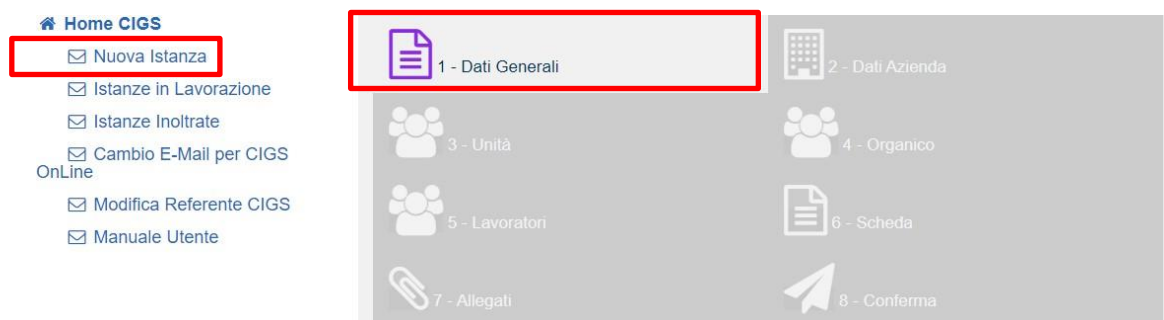 Home CIGS
Nuova Istanza
Istanze in Lavorazione
Istanze Inoltrate
Cambio E-Mail per CIGS
OnLine
Modifica Referente CIGS
Manuale Utente
1 - Dati Generali
2 - Dati Azienda
3 - Unità
4 - Organico
5 - Lavoratori
6 - Scheda
7 - Allegati
8 - Conferma